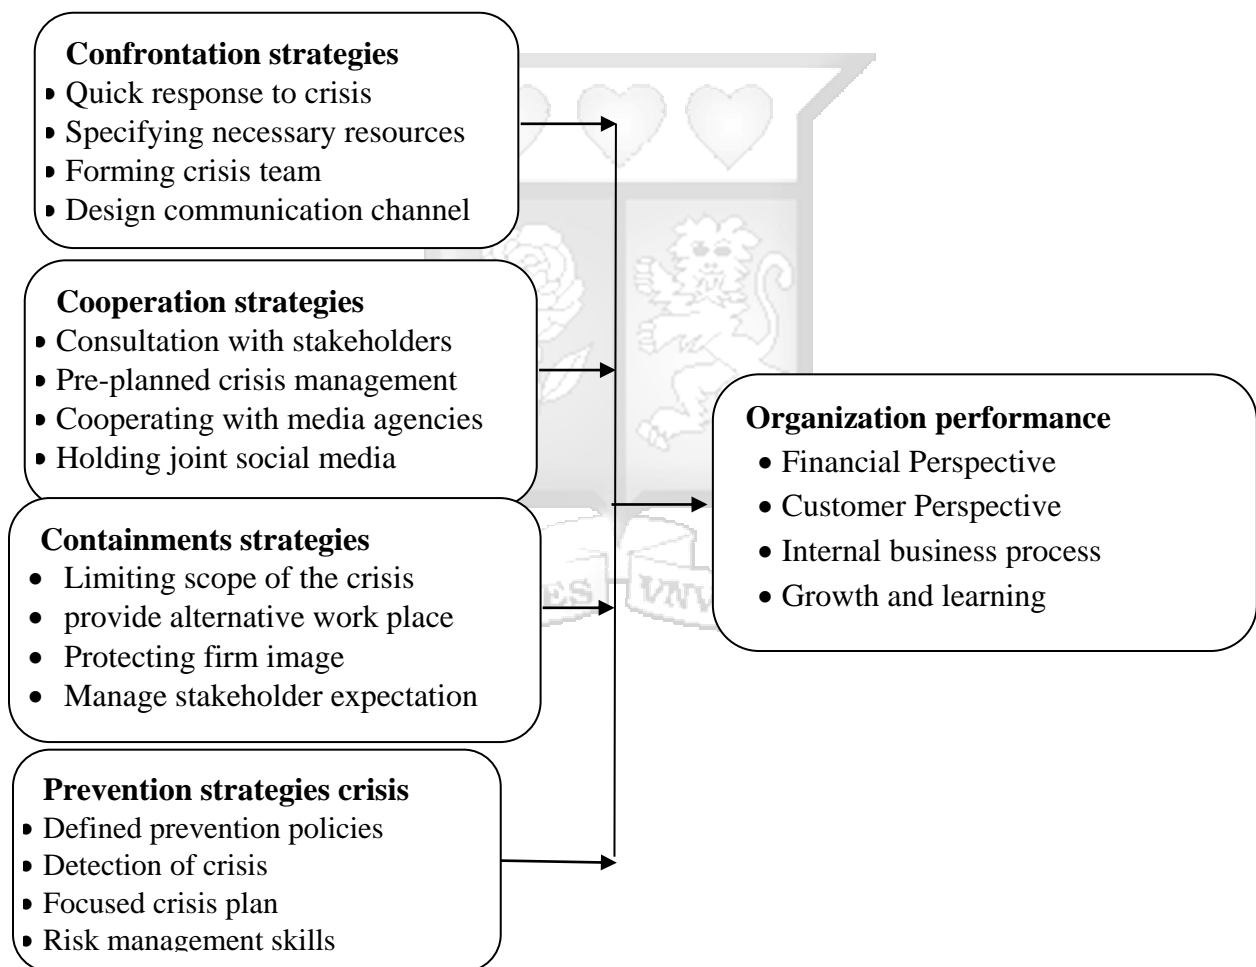 Confrontation strategies
• Quick response to crisis
• Specifying necessary resources
• Forming crisis team
• Design communication channel
Cooperation strategies
• Consultation with stakeholders
• Pre-planned crisis management
• Cooperating with media agencies
• Holding joint social media
Containments strategies
• Limiting scope of the crisis
• provide alternative work place
• Protecting firm image
• Manage stakeholder expectation
Prevention strategies crisis
• Defined prevention policies
• Detection of crisis
• Focused crisis plan
• Risk management skills
Organization performance
• Financial Perspective
• Customer Perspective
• Internal business process
• Growth and learning